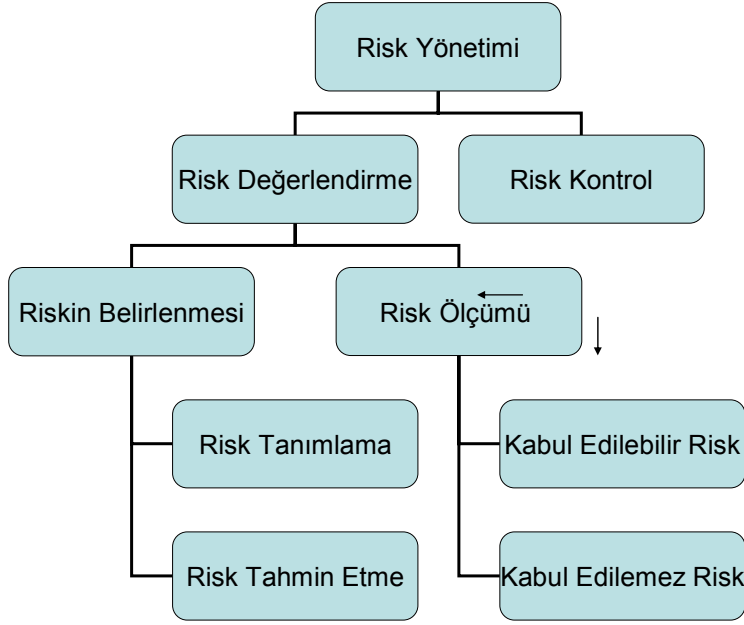 Risk Yönetimi
Risk Değerlendirme
Risk Kontrol
Riskin Belirlenmesi
Risk Ölçümü
Risk Tanımlama
Kabul Edilebilir Risk
Risk Tahmin Etme
Kabul Edilemez Risk